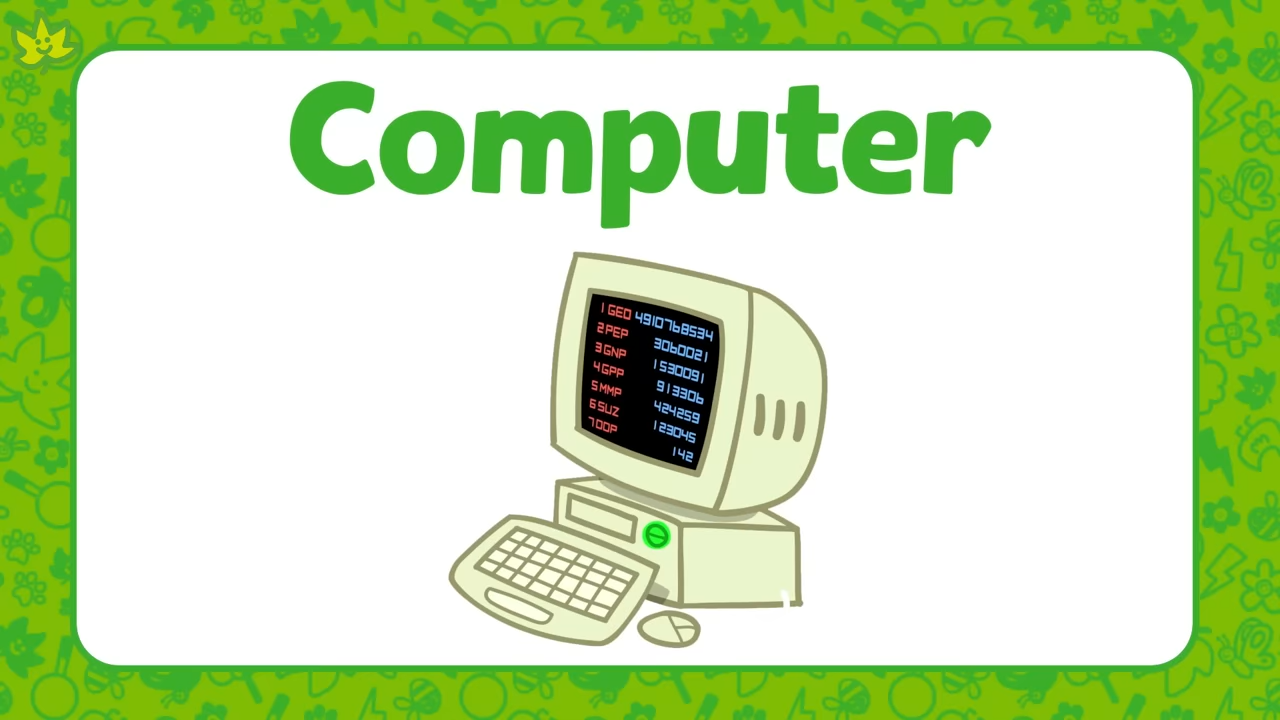 Computer
1 GEO 4910768534
2 PEP 3060021
3 GNP 1530091
4 GPP 913306
5 MMP 424259
6 SUZ 123045
7 OOP 142